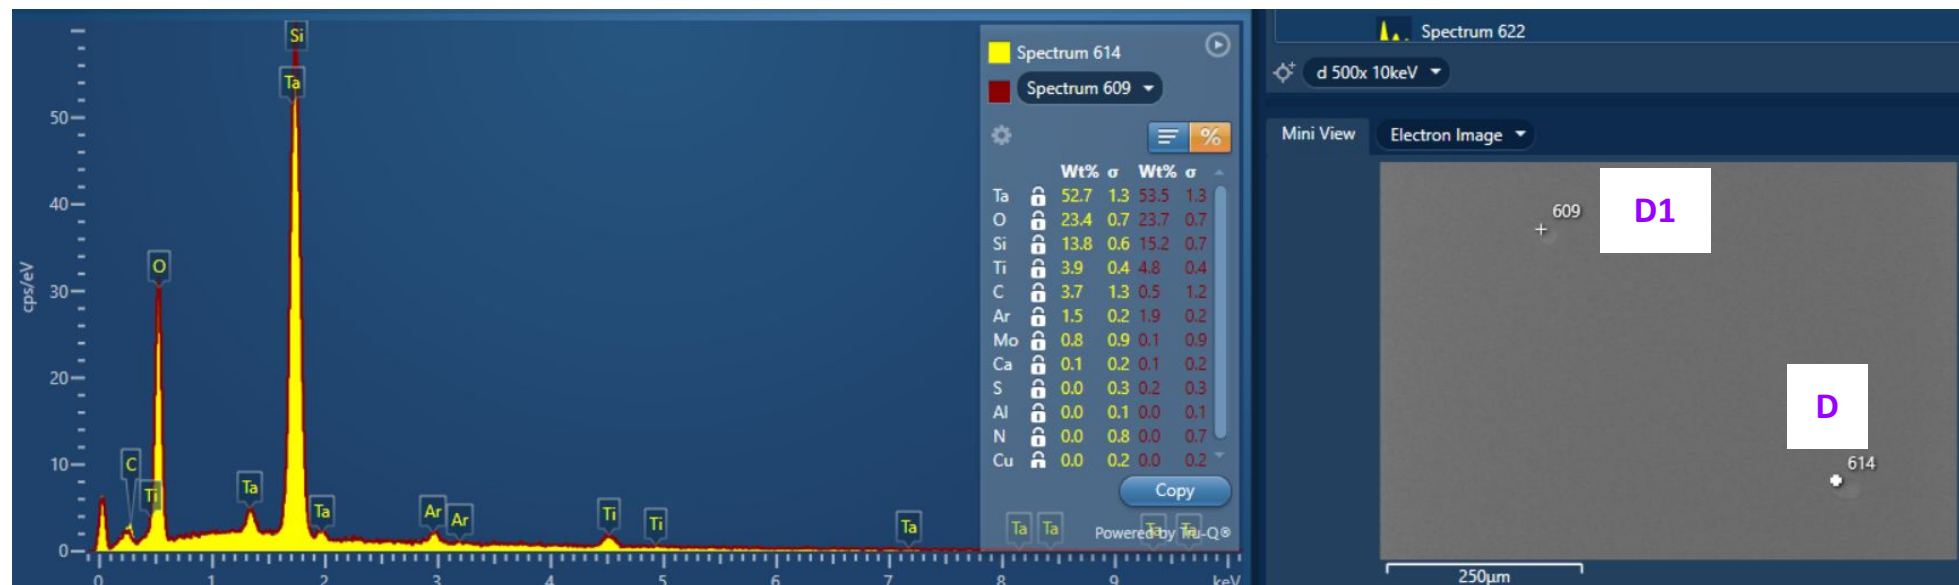 Si
Ta
O
C
Ti
Ta
Ta
Ar
Ar
Ti
Ti
Ta
Ta
Ta
Ta
Ta
50
40
30
20
10
0
cps/eV
0 1 2 3 4 5 6 7 8 9 keV
Spectrum 614
Spectrum 609
%
Wt% σ Wt% σ
Ta 52.7 1.3 53.5 1.3
O 23.4 0.7 23.7 0.7
Si 13.8 0.6 15.2 0.7
Ti 3.9 0.4 4.8 0.4
C 3.7 1.3 0.5 1.2
Ar 1.5 0.2 1.9 0.2
Mo 0.8 0.9 0.1 0.9
Ca 0.1 0.2 0.1 0.2
S 0.0 0.3 0.2 0.3
Al 0.0 0.1 0.0 0.1
N 0.0 0.8 0.0 0.7
Cu 0.0 0.2 0.0 0.2
Copy
Powered by Tru-Q®
Spectrum 622
d 500x 10keV
Mini View Electron Image
609
D1
D
614
250µm